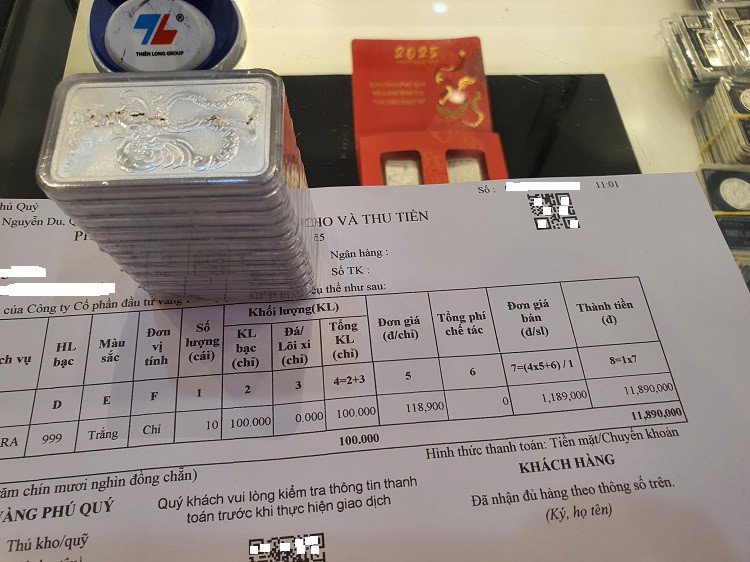 TL
®
THIÊN LONG GROUP
2025
Số : 11:01
Phú Quý
Nguyễn Du,
HO VÀ THU TIỀN
Ngân hàng :
Số TK :
của Công ty Cổ phần đầu tư vàng
cụ thể như sau:
ch vụ HL bạc Màu sắc Đơn vị tính Số lượng (cái) Khối lượng(KL) Đơn giá (đ/chỉ) Tổng phí chế tác Đơn giá bán (đ/sl) Thành tiền (đ)
KL bạc (chỉ) Đá/ Lõi xi (chỉ) Tổng KL (chỉ)
D E F 1 2 3 4=2+3 5 6 7=(4x5+6) / 1 8=1x7
RA 999 Trắng Chỉ 10 100.000 0.000 100.000 118,900 0 1,189,000 11,890,000
100.000 11,890,000
Hình thức thanh toán: Tiền mặt/Chuyển khoản
ăm chín mươi nghìn đồng chẵn)
VÀNG PHÚ QUÝ
Quý khách vui lòng kiểm tra thông tin thanh
toán trước khi thực hiện giao dịch
KHÁCH HÀNG
Đã nhận đủ hàng theo thông số trên.
(Ký, họ tên)
Thủ kho/quỹ